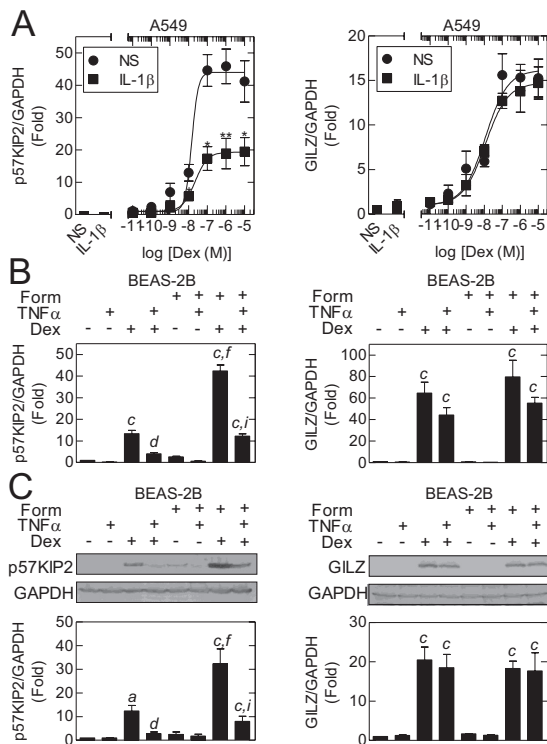 A
A549
NS
IL-1β
p57KIP2/GAPDH
(Fold)
50
40
30
20
10
0
*
**
*
NS
IL-1β
-11 -10 -9 -8 -7 -6 -5
log [Dex (M)]
A549
NS
IL-1β
GILZ/GAPDH
(Fold)
20
15
10
5
0
NS
IL-1β
-11 -10 -9 -8 -7 -6 -5
log [Dex (M)]
B
BEAS-2B
Form - - - - + + + +
TNFα - + - + - + - +
Dex - - + + - - + +
p57KIP2/GAPDH
(Fold)
50
40
30
20
10
0
c
d
c,f
c,i
BEAS-2B
Form - - - - + + + +
TNFα - + - + - + - +
Dex - - + + - - + +
GILZ/GAPDH
(Fold)
100
80
60
40
20
0
c
c
c
c
C
BEAS-2B
Form - - - - + + + +
TNFα - + - + - + - +
Dex - - + + - - + +
p57KIP2
GAPDH
p57KIP2/GAPDH
(Fold)
40
30
20
10
0
a
d
c,f
c,i
BEAS-2B
Form - - - - + + + +
TNFα - + - + - + - +
Dex - - + + - - + +
GILZ
GAPDH
GILZ/GAPDH
(Fold)
30
20
10
0
c
c
c
c